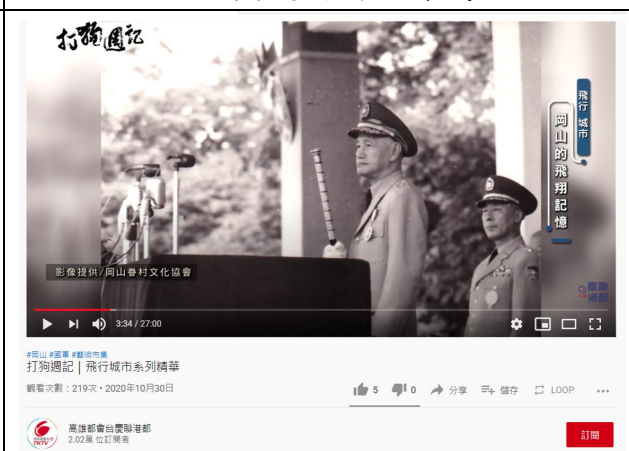 打狗週記
飛行 城市
岡山的飛翔記憶
影像提供/岡山眷村文化協會
3:34 / 27:00
#岡山 #國軍 #藝術市集
打狗週記 | 飛行城市系列精華
觀看次數：219次 • 2020年10月30日
5
0
分享
儲存
LOOP
高雄都會台慶聯港都
2.02萬 位訂閱者
訂閱